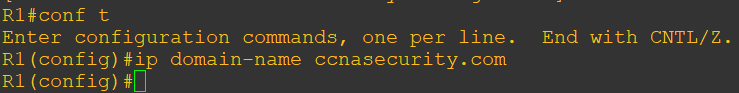 R1#conf t
Enter configuration commands, one per line.  End with CNTL/Z.
R1(config)#ip domain-name ccnasecurity.com
R1(config)#